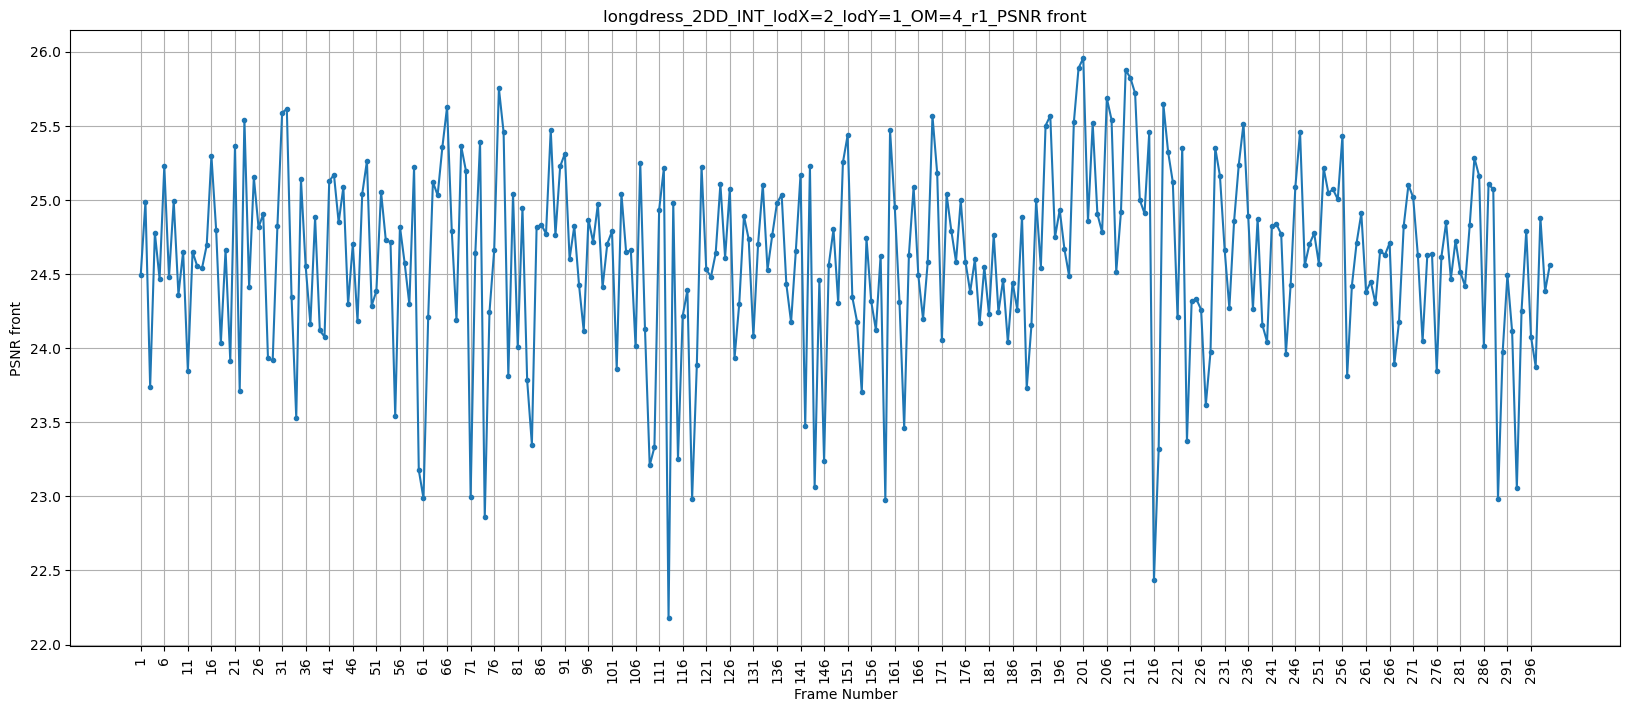 longdress_2DD_INT_lodX=2_lodY=1_OM=4_r1_PSNR front
26.0
25.5
25.0
24.5
24.0
23.5
23.0
22.5
22.0
PSNR front
1 6 11 16 21 26 31 36 41 46 51 56 61 66 71 76 81 86 91 96 101 106 111 116 121 126 131 136 141 146 151 156 161 166 171 176 181 186 191 196 201 206 211 216 221 226 231 236 241 246 251 256 261 266 271 276 281 286 291 296
Frame Number